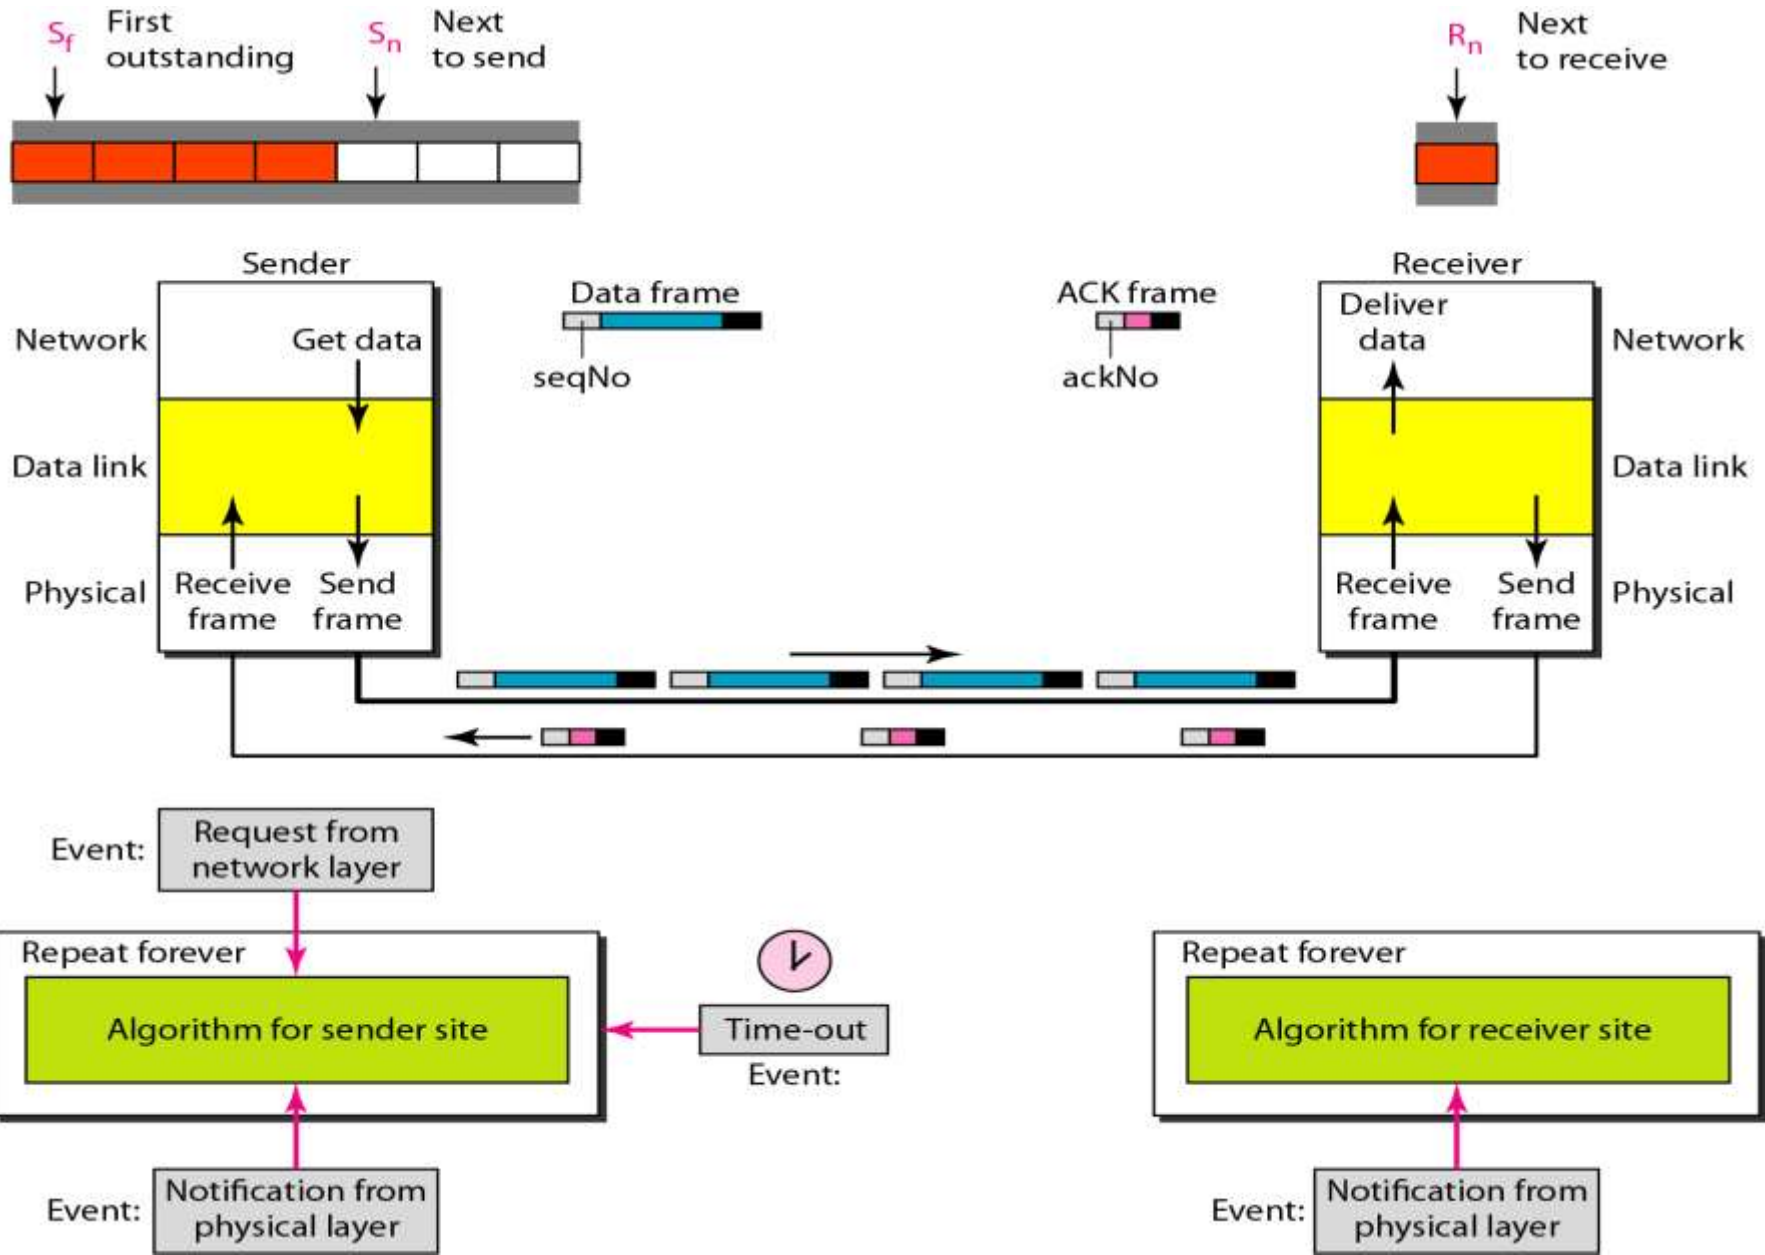 Sf First
outstanding
Sn Next
to send
Rn Next
to receive
Sender
Receiver
Network
Get data
Data frame
seqNo
ACK frame
ackNo
Deliver
data
Network
Data link
Data link
Physical
Receive
frame
Send
frame
Receive
frame
Send
frame
Physical
Event:
Request from
network layer
Repeat forever
Algorithm for sender site
Time-out
Event:
Event:
Notification from
physical layer
Repeat forever
Algorithm for receiver site
Event:
Notification from
physical layer